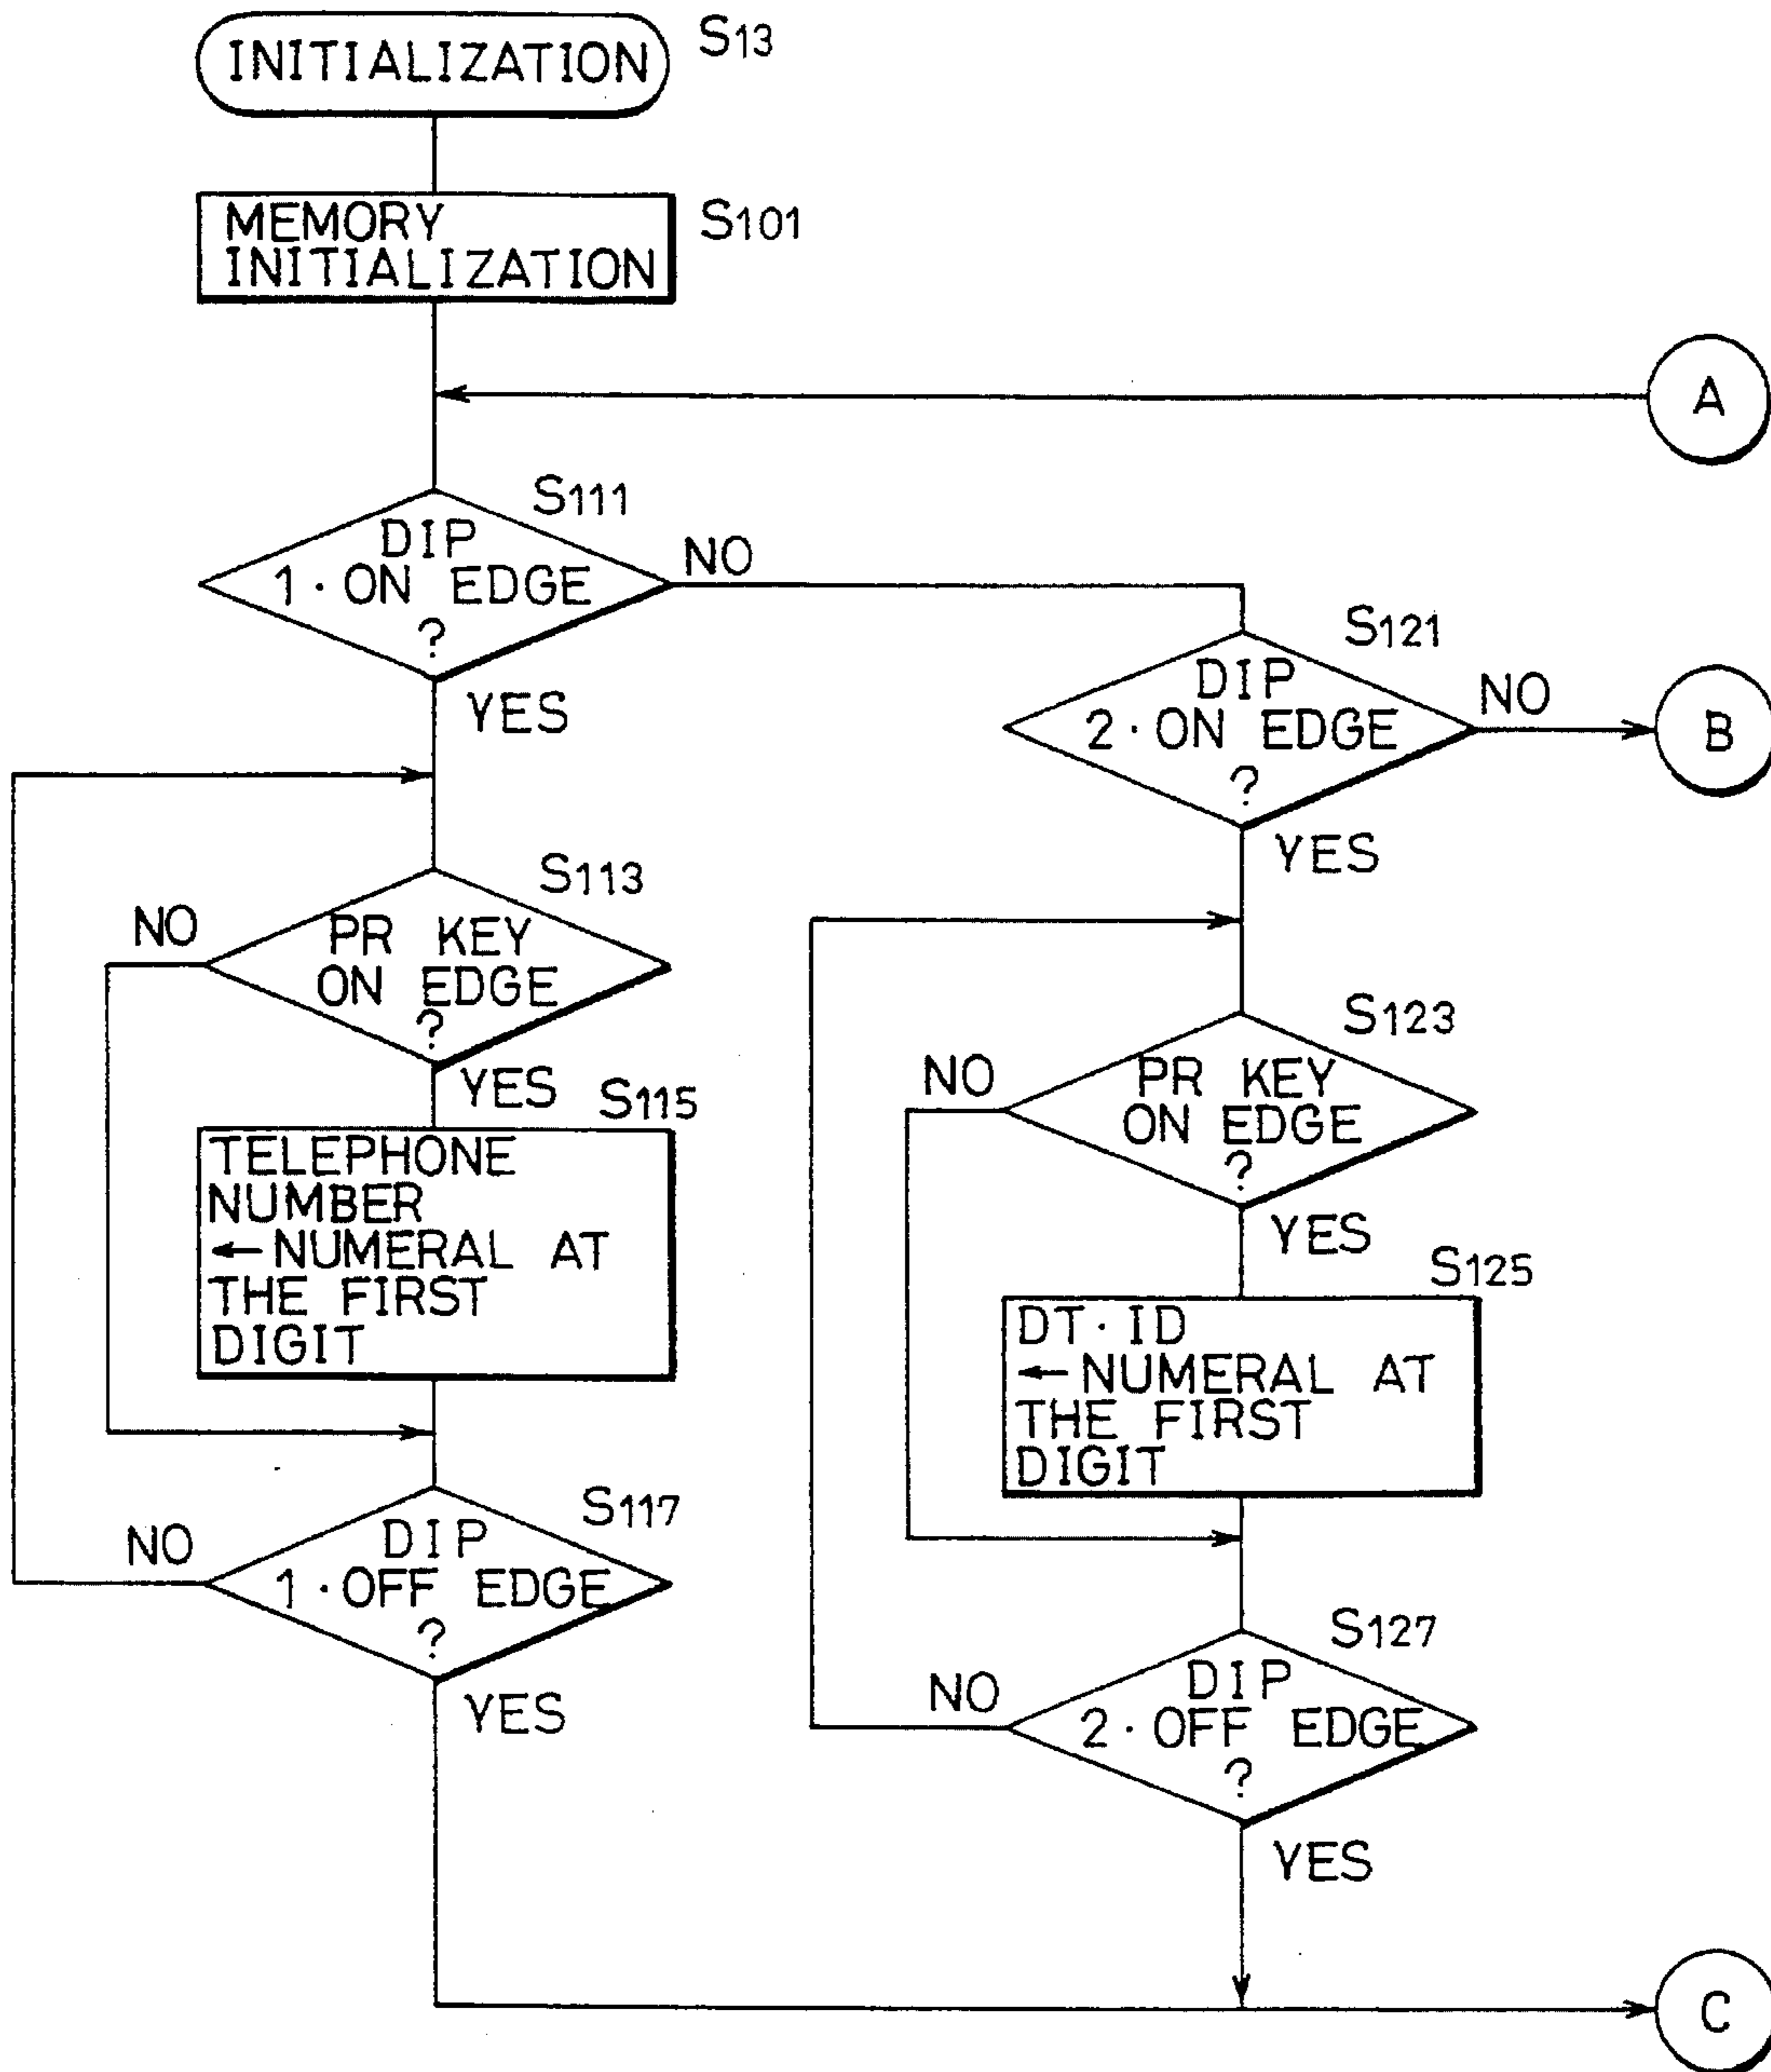 INITIALIZATION
S13
MEMORY
INITIALIZATION
S101
A
S111
DIP
1·ON EDGE
?
NO
YES
S121
DIP
2·ON EDGE
?
NO
B
YES
S113
PR KEY
ON EDGE
?
NO
YES
S115
TELEPHONE
NUMBER
←NUMERAL AT
THE FIRST
DIGIT
S117
DIP
1·OFF EDGE
?
NO
YES
S123
PR KEY
ON EDGE
?
NO
YES
S125
DT·ID
←NUMERAL AT
THE FIRST
DIGIT
S127
DIP
2·OFF EDGE
?
NO
YES
C